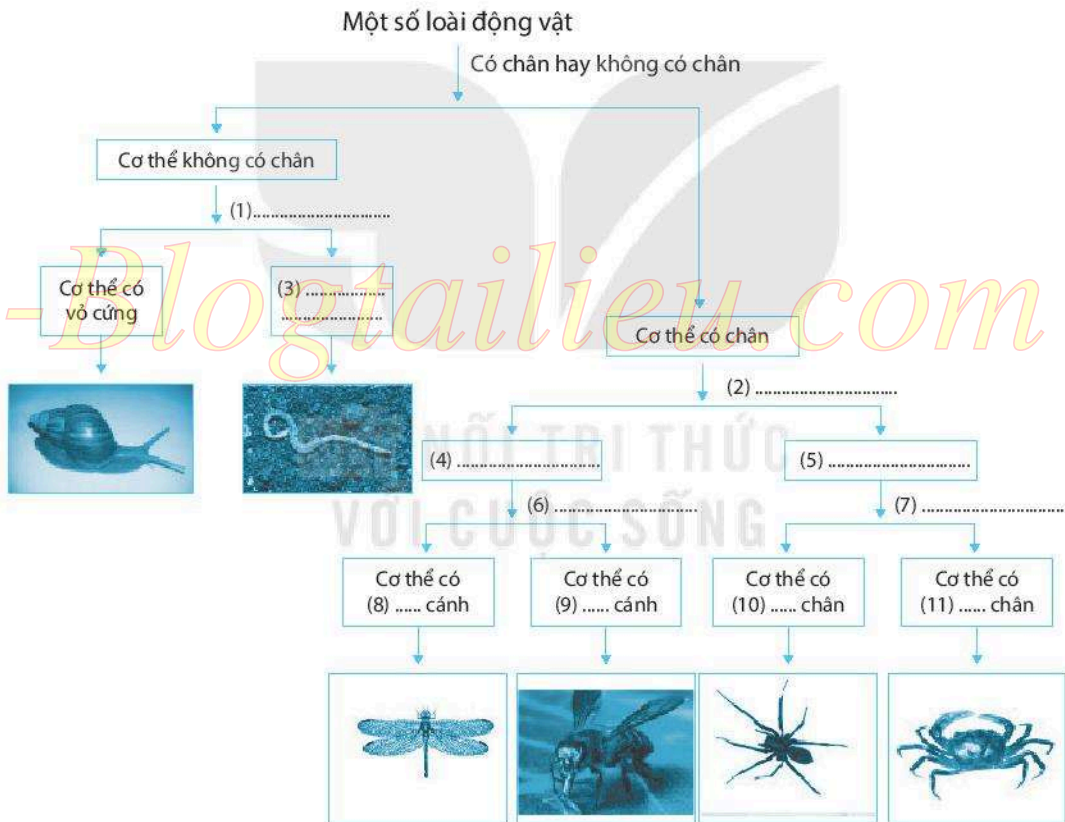 Một số loài động vật
Có chân hay không có chân
Cơ thể không có chân
(1)................................
Cơ thể có
vỏ cứng
(3) ..................
........................
Cơ thể có chân
(2) .................................
(4) .................................
(5) .................................
(6) .................................
(7) .................................
Cơ thể có
(8) ...... cánh
Cơ thể có
(9) ...... cánh
Cơ thể có
(10) ...... chân
Cơ thể có
(11) ...... chân
-Blogtailieu.com
NỐI TRI THỨC
VỚI CUỘC SỐNG